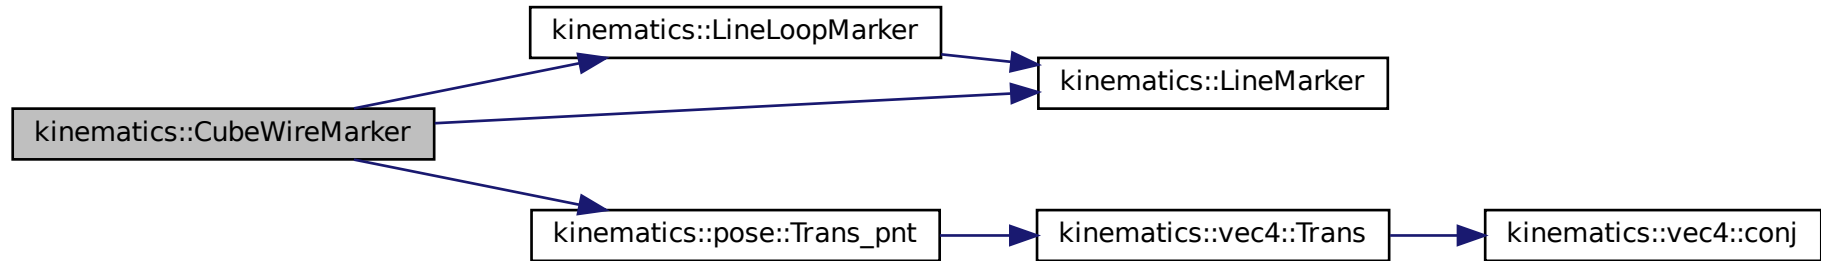 kinematics::LineLoopMarker
kinematics::LineMarker
kinematics::CubeWireMarker
kinematics::pose::Trans_pnt
kinematics::vec4::Trans
kinematics::vec4::conj